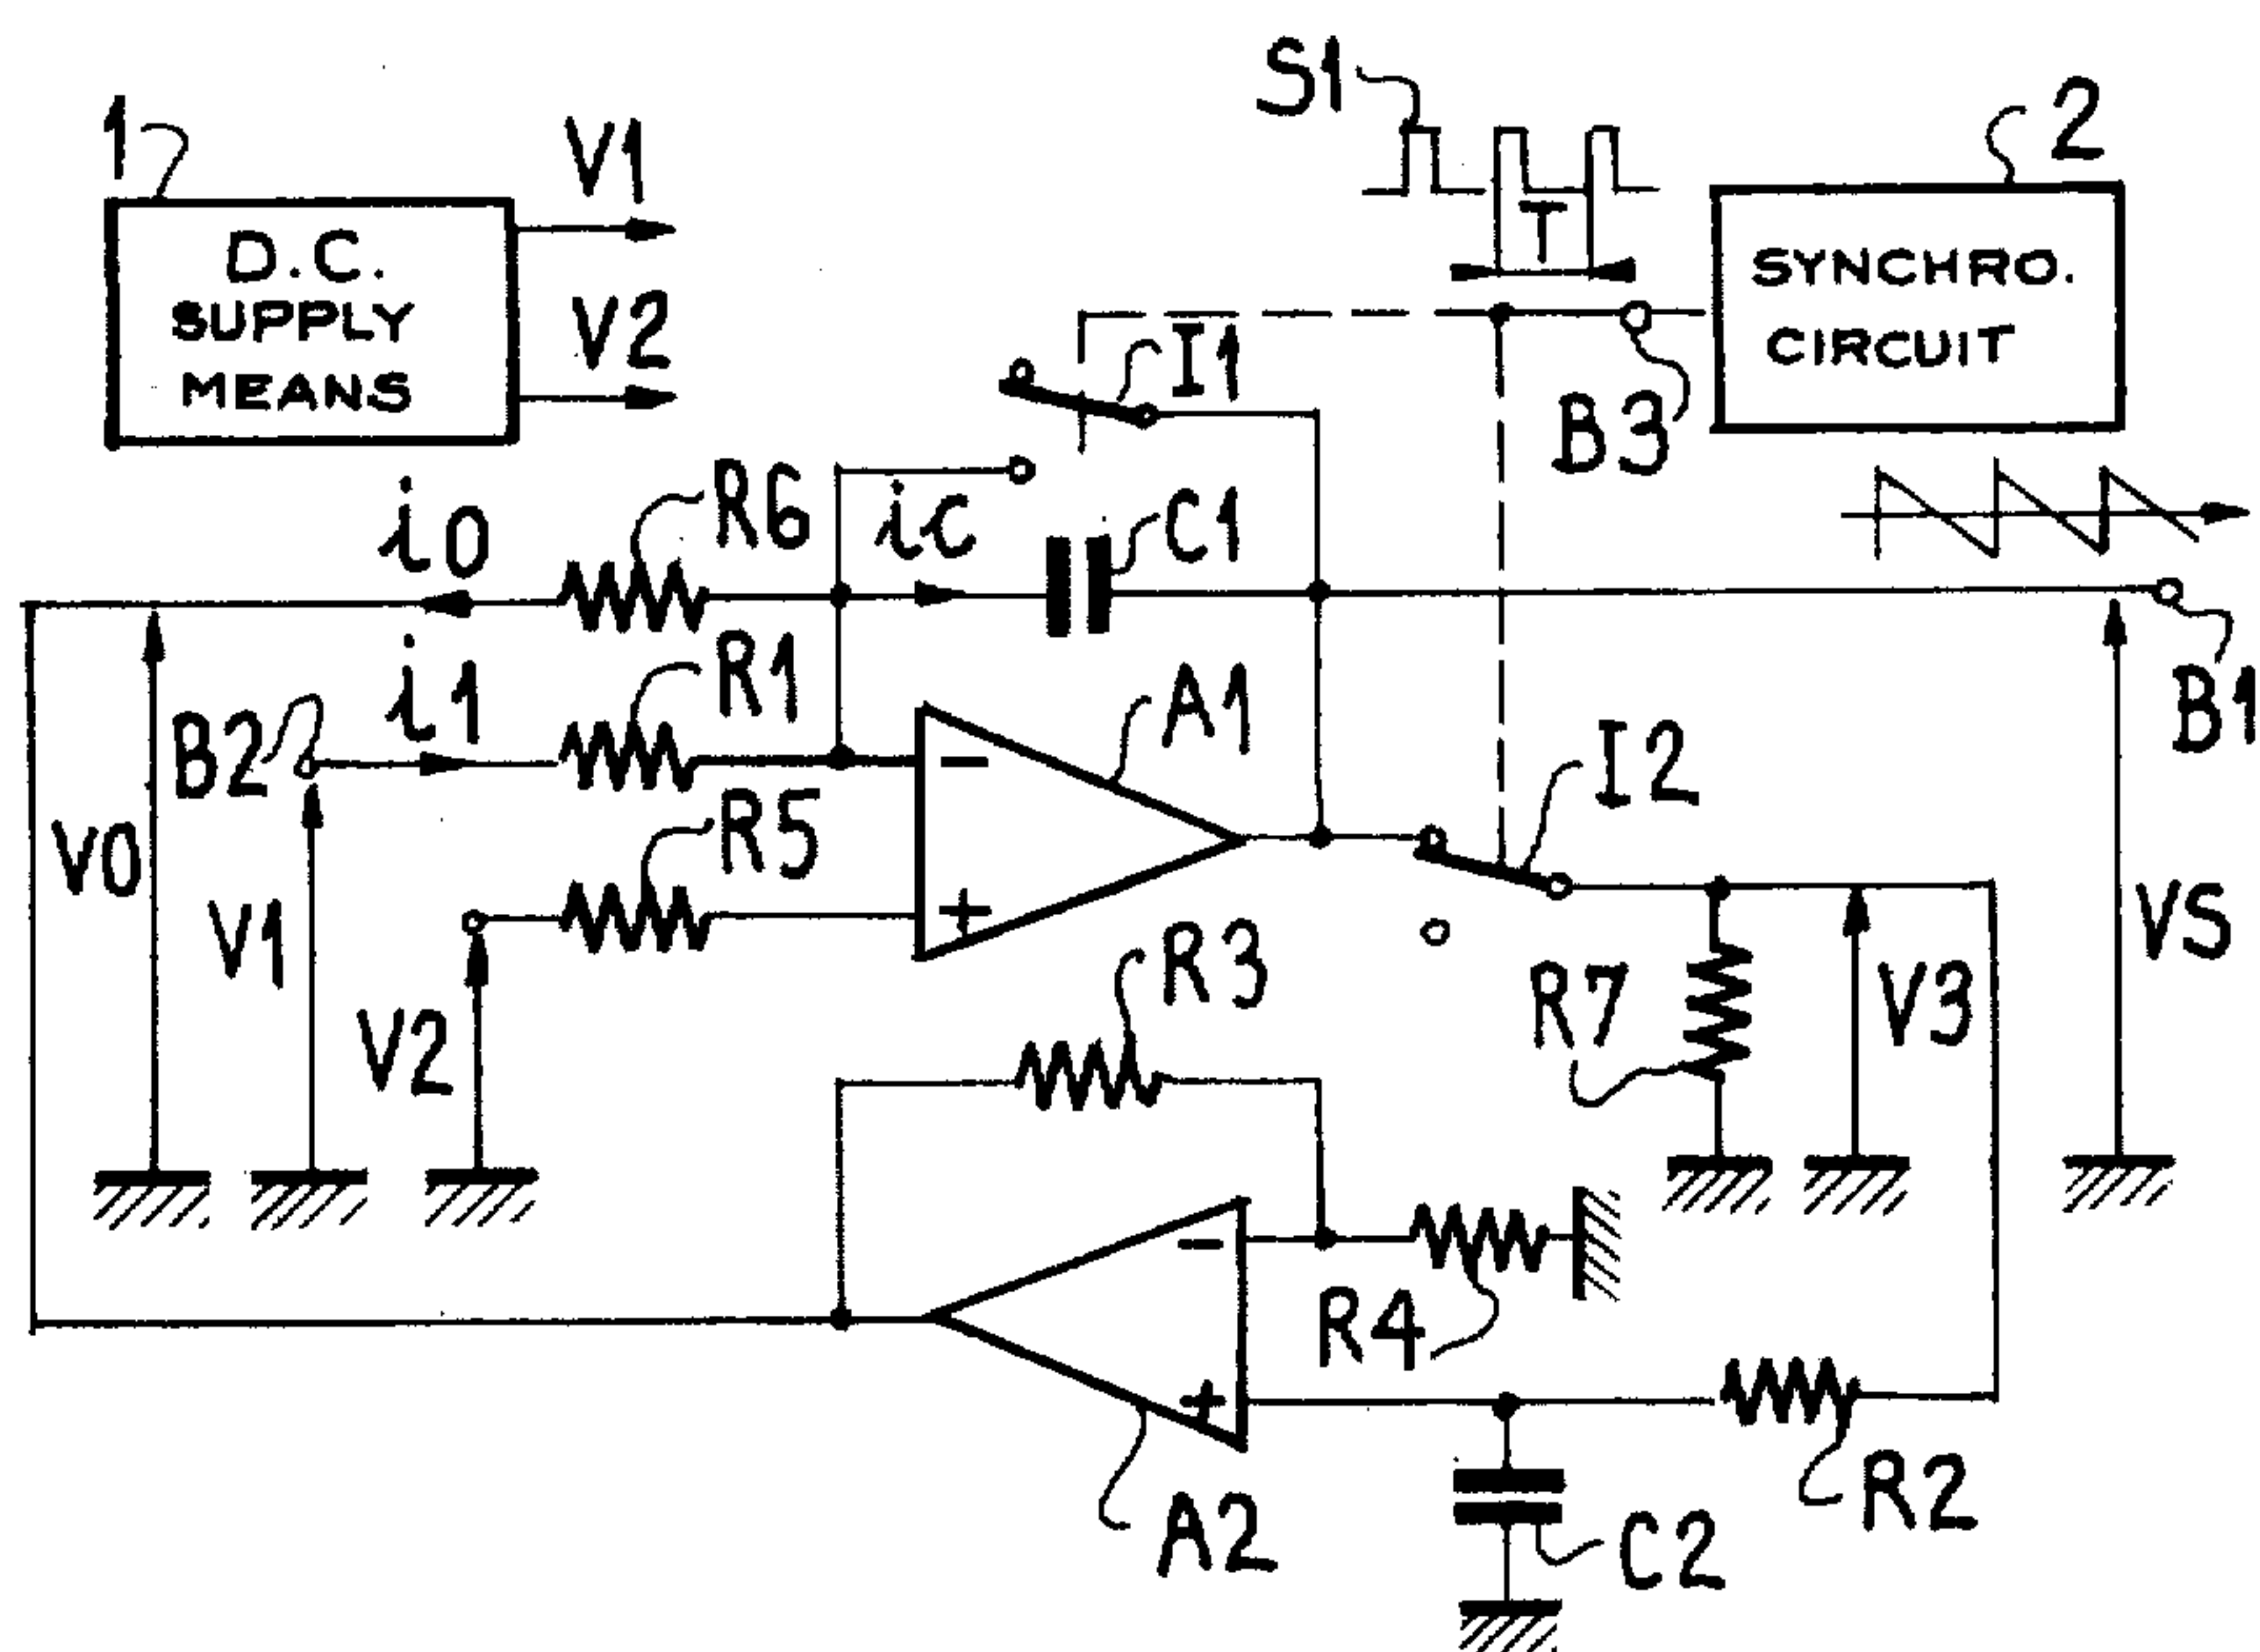 S1
1
V1
2
D.C.
SUPPLY
MEANS
V2
T
SYNCHRO.
CIRCUIT
I1
B3
i0
R6
ic
C1
i1
R1
A1
B2
B1
I2
R5
V0
V1
V2
R3
R7
V3
VS
−
+
R4
−
+
A2
C2
R2